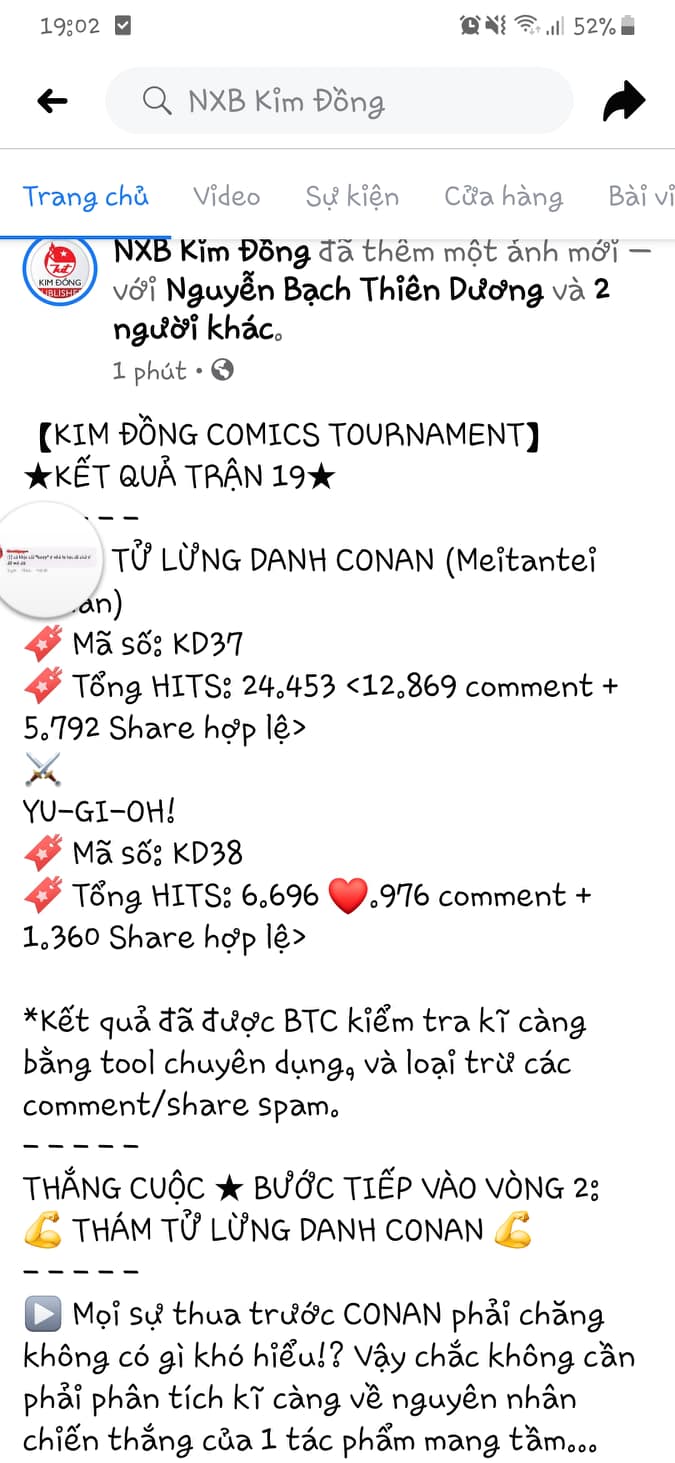 19:02
52%
NXB Kim Đồng
Trang chủ Video Sự kiện Cửa hàng Bài vi
KIM ĐỒNG
NXB Kim Đồng đã thêm một ảnh mới —
với Nguyễn Bạch Thiên Dương và 2
người khác.
1 phút
【KIM ĐỒNG COMICS TOURNAMENT】
★KẾT QUẢ TRẬN 19★
- -
TỬ LỪNG DANH CONAN (Meitantei
an)
Mã số: KD37
Tổng HITS: 24.453 <12.869 comment +
5.792 Share hợp lệ>
⚔️
YU-GI-OH!
Mã số: KD38
Tổng HITS: 6.696 ❤️.976 comment +
1.360 Share hợp lệ>
*Kết quả đã được BTC kiểm tra kĩ càng
bằng tool chuyên dụng, và loại trừ các
comment/share spam.
- - - - -
THẮNG CUỘC ★ BƯỚC TIẾP VÀO VÒNG 2:
💪 THÁM TỬ LỪNG DANH CONAN 💪
- - - - -
▶️ Mọi sự thua trước CONAN phải chăng
không có gì khó hiểu!? Vậy chắc không cần
phải phân tích kĩ càng về nguyên nhân
chiến thắng của 1 tác phẩm mang tầm...